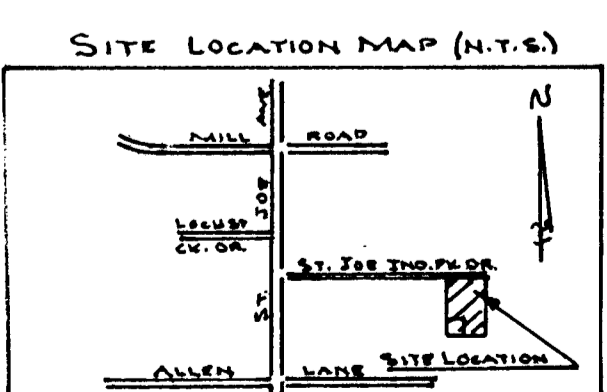 SITE LOCATION MAP (N.T.S.)
N
MILL ROAD
ST. JOE AVE
LOCUST
CK. DR.
ST. JOE IND. PK. DR.
SITE LOCATION
ALLEN LANE